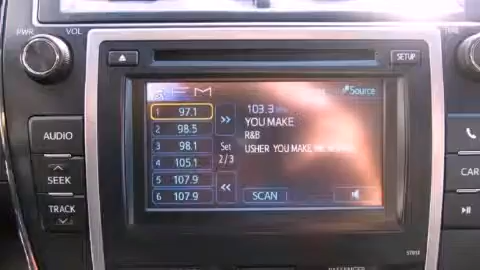 PWR VOL
SETUP
FM
Source
1 97.1
2 98.5
3 98.1
4 105.1
5 107.9
6 107.9
Set
2/3
103.3
YOU MAKE
R&B
USHER YOU MAKE
SCAN
AUDIO
SEEK
TRACK
CAR